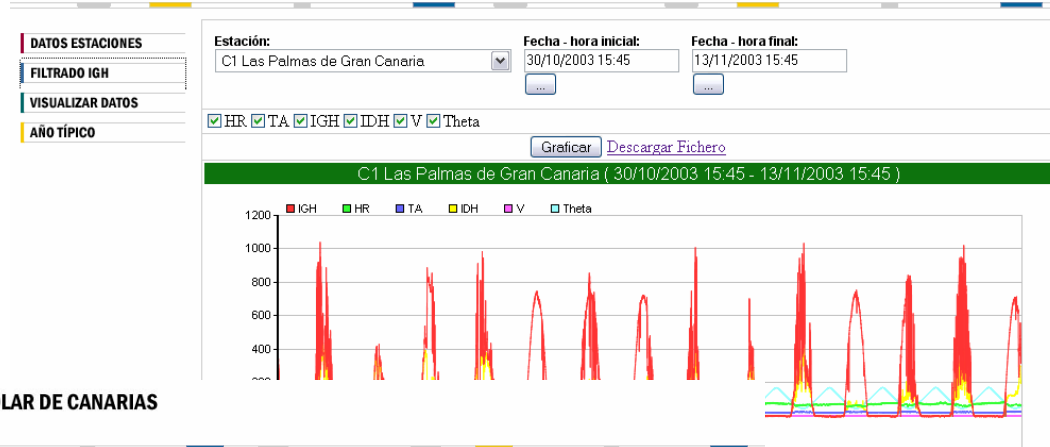 DATOS ESTACIONES
FILTRADO IGH
VISUALIZAR DATOS
AÑO TÍPICO
Estación:
C1 Las Palmas de Gran Canaria
Fecha - hora inicial:
30/10/2003 15:45
...
Fecha - hora final:
13/11/2003 15:45
...
HR TA IGH IDH V Theta
Graficar Descargar Fichero
C1 Las Palmas de Gran Canaria ( 30/10/2003 15:45 - 13/11/2003 15:45 )
IGH HR TA IDH V Theta
1200
1000
800
600
400
200
OLAR DE CANARIAS